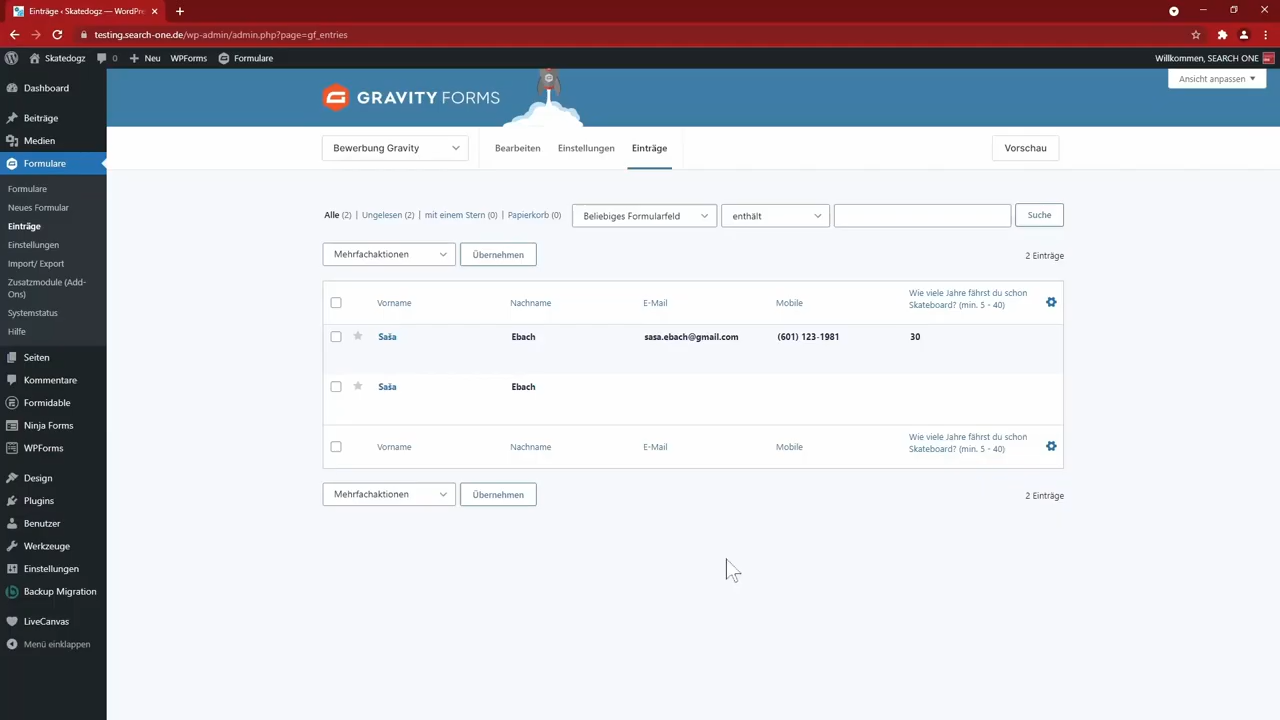 Einträge ‹ Skatedogz — WordPre
testing.search-one.de/wp-admin/admin.php?page=gf_entries
Skatedogz
0
Neu
WPForms
Formulare
Willkommen, SEARCH ONE
Dashboard
Beiträge
Medien
Formulare
Formulare
Neues Formular
Einträge
Einstellungen
Import/ Export
Zusatzmodule (Add-
Ons)
Systemstatus
Hilfe
Seiten
Kommentare
Formidable
Ninja Forms
WPForms
Design
Plugins
Benutzer
Werkzeuge
Einstellungen
Backup Migration
LiveCanvas
Menü einklappen
GRAVITY FORMS
Ansicht anpassen
Bewerbung Gravity
Bearbeiten
Einstellungen
Einträge
Vorschau
Alle (2) | Ungelesen (2) | mit einem Stern (0) | Papierkorb (0)
Beliebiges Formularfeld
enthält
Suche
Mehrfachaktionen
Übernehmen
2 Einträge
Vorname
Nachname
E-Mail
Mobile
Wie viele Jahre fährst du schon
Skateboard? (min. 5 - 40)
Saša
Ebach
sasa.ebach@gmail.com
(601) 123-1981
30
Saša
Ebach
Vorname
Nachname
E-Mail
Mobile
Wie viele Jahre fährst du schon
Skateboard? (min. 5 - 40)
Mehrfachaktionen
Übernehmen
2 Einträge